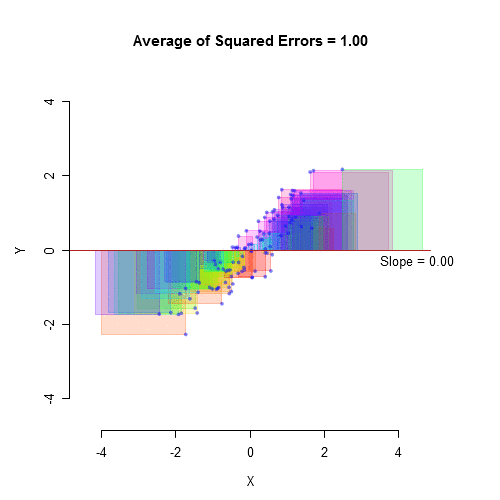 Average of Squared Errors = 1.00
4
2
Y
0
Slope = 0.00
-2
-4
-4 -2 0 2 4
X